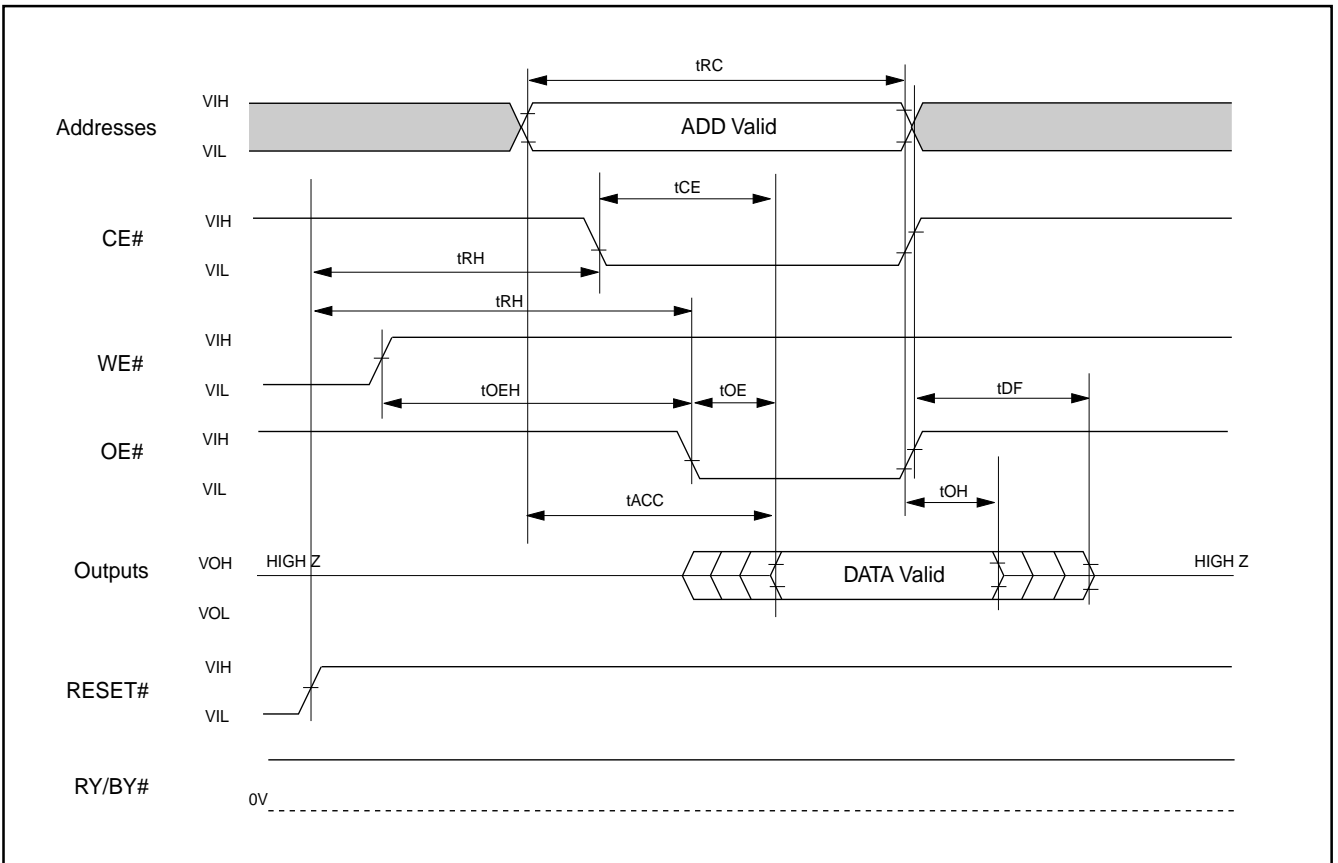 tRC
VIH
Addresses
ADD Valid
VIL
tCE
VIH
CE#
tRH
VIL
tRH
VIH
WE#
VIL
tOEH
tOE
tDF
VIH
OE#
VIL
tOH
tACC
VOH
HIGH Z
HIGH Z
Outputs
DATA Valid
VOL
VIH
RESET#
VIL
RY/BY#
0V